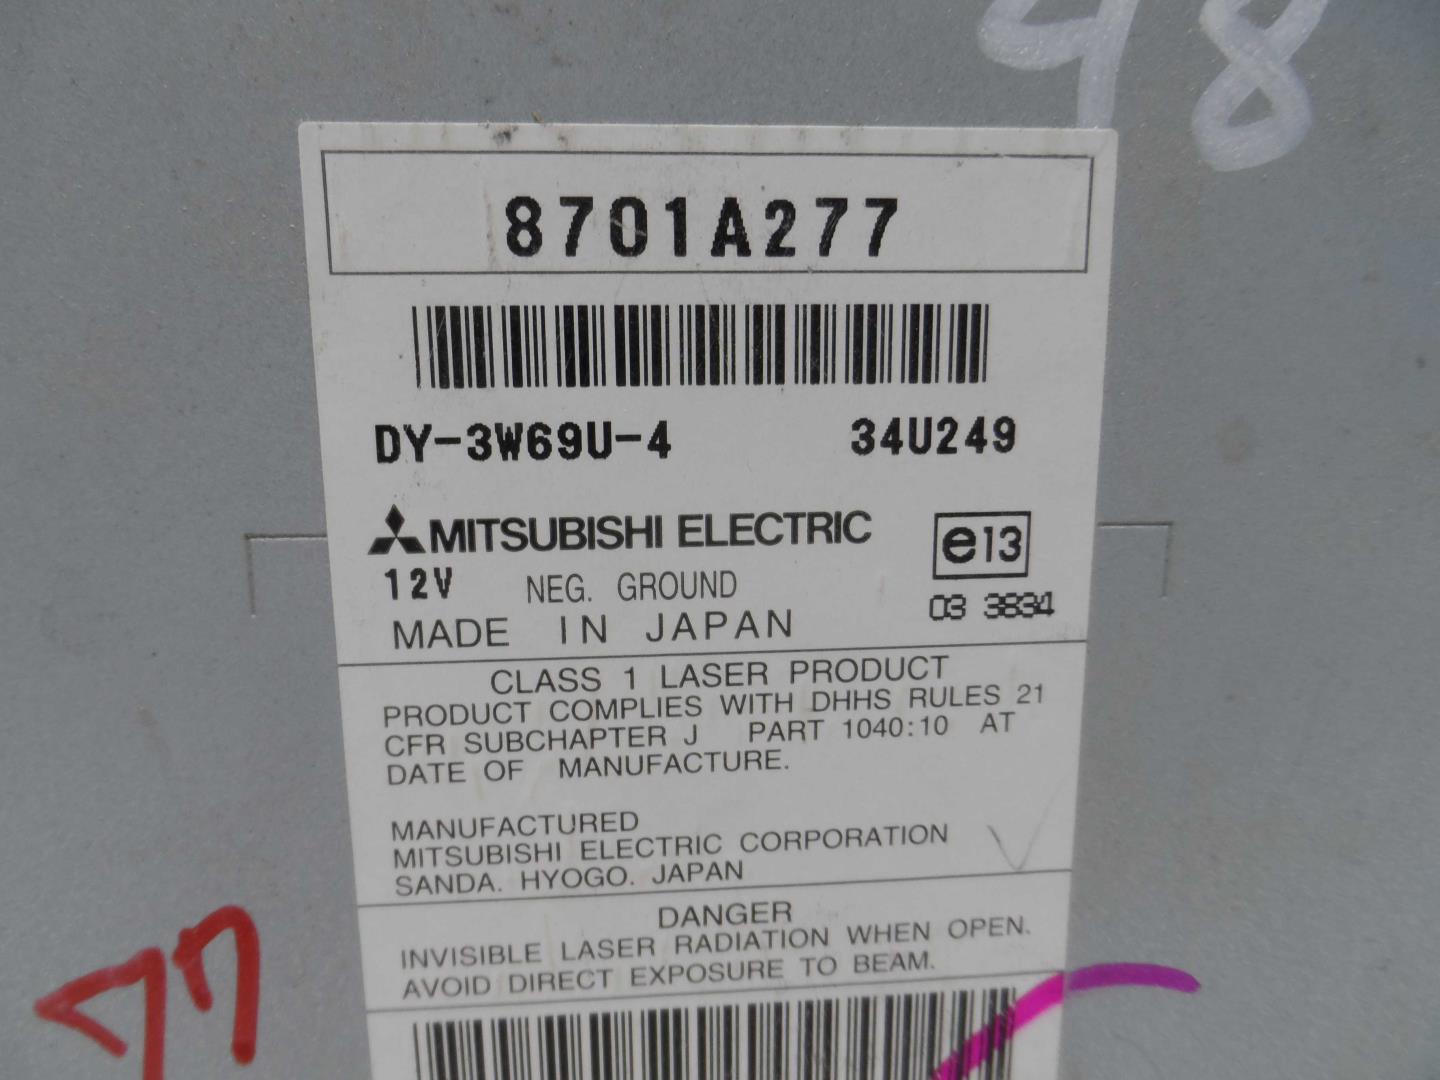 98
8701A277
DY-3W69U-4 34U249
MITSUBISHI ELECTRIC e13
12V NEG. GROUND 03 3834
MADE IN JAPAN
CLASS 1 LASER PRODUCT
PRODUCT COMPLIES WITH DHHS RULES 21
CFR SUBCHAPTER J PART 1040:10 AT
DATE OF MANUFACTURE.
MANUFACTURED
MITSUBISHI ELECTRIC CORPORATION
SANDA. HYOGO. JAPAN
DANGER
INVISIBLE LASER RADIATION WHEN OPEN.
AVOID DIRECT EXPOSURE TO BEAM.
77